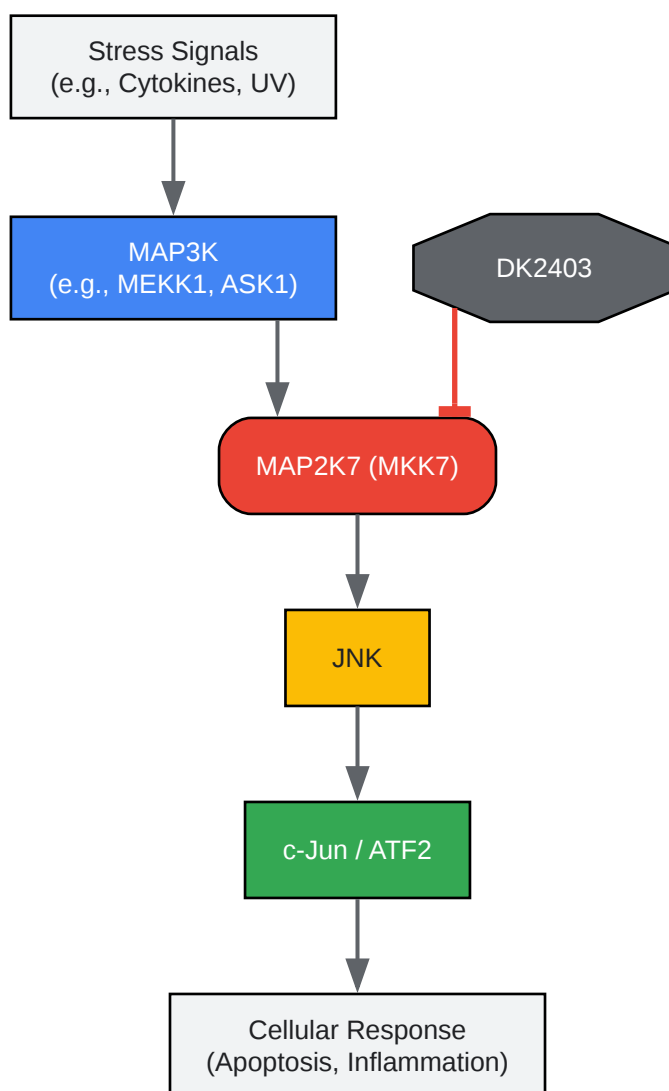 Stress Signals
(e.g., Cytokines, UV)
MAP3K
(e.g., MEKK1, ASK1)
DK2403
MAP2K7 (MKK7)
JNK
c-Jun / ATF2
Cellular Response
(Apoptosis, Inflammation)